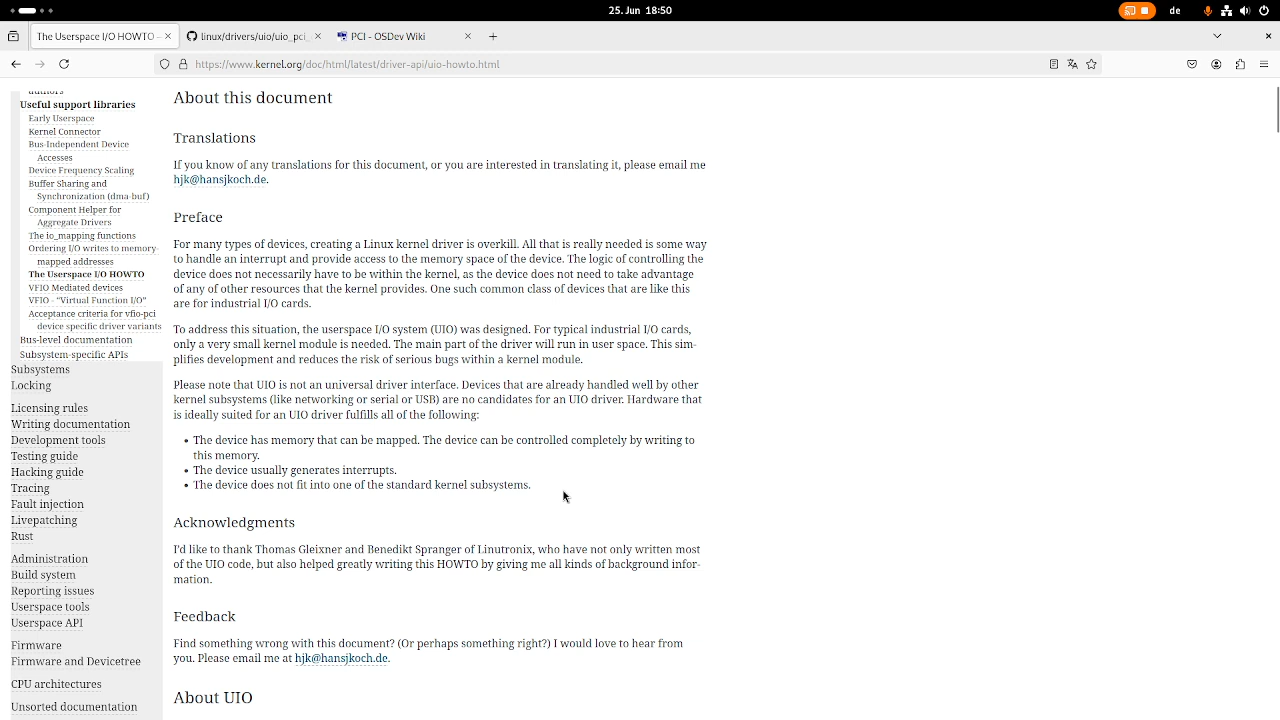 25. Jun 18:50
de
The Userspace I/O HOWTO —
linux/drivers/uio/uio_pci_
PCI - OSDev Wiki
https://www.kernel.org/doc/html/latest/driver-api/uio-howto.html
authors
Useful support libraries
Early Userspace
Kernel Connector
Bus-Independent Device
Accesses
Device Frequency Scaling
Buffer Sharing and
Synchronization (dma-buf)
Component Helper for
Aggregate Drivers
The io_mapping functions
Ordering I/O writes to memory-
mapped addresses
The Userspace I/O HOWTO
VFIO Mediated devices
VFIO - “Virtual Function I/O”
Acceptance criteria for vfio-pci
device specific driver variants
Bus-level documentation
Subsystem-specific APIs
Subsystems
Locking
Licensing rules
Writing documentation
Development tools
Testing guide
Hacking guide
Tracing
Fault injection
Livepatching
Rust
Administration
Build system
Reporting issues
Userspace tools
Userspace API
Firmware
Firmware and Devicetree
CPU architectures
Unsorted documentation
About this document
Translations
If you know of any translations for this document, or you are interested in translating it, please email me
hjk@hansjkoch.de.
Preface
For many types of devices, creating a Linux kernel driver is overkill. All that is really needed is some way
to handle an interrupt and provide access to the memory space of the device. The logic of controlling the
device does not necessarily have to be within the kernel, as the device does not need to take advantage
of any of other resources that the kernel provides. One such common class of devices that are like this
are for industrial I/O cards.
To address this situation, the userspace I/O system (UIO) was designed. For typical industrial I/O cards,
only a very small kernel module is needed. The main part of the driver will run in user space. This sim-
plifies development and reduces the risk of serious bugs within a kernel module.
Please note that UIO is not an universal driver interface. Devices that are already handled well by other
kernel subsystems (like networking or serial or USB) are no candidates for an UIO driver. Hardware that
is ideally suited for an UIO driver fulfills all of the following:
• The device has memory that can be mapped. The device can be controlled completely by writing to
this memory.
• The device usually generates interrupts.
• The device does not fit into one of the standard kernel subsystems.
Acknowledgments
I’d like to thank Thomas Gleixner and Benedikt Spranger of Linutronix, who have not only written most
of the UIO code, but also helped greatly writing this HOWTO by giving me all kinds of background infor-
mation.
Feedback
Find something wrong with this document? (Or perhaps something right?) I would love to hear from
you. Please email me at hjk@hansjkoch.de.
About UIO